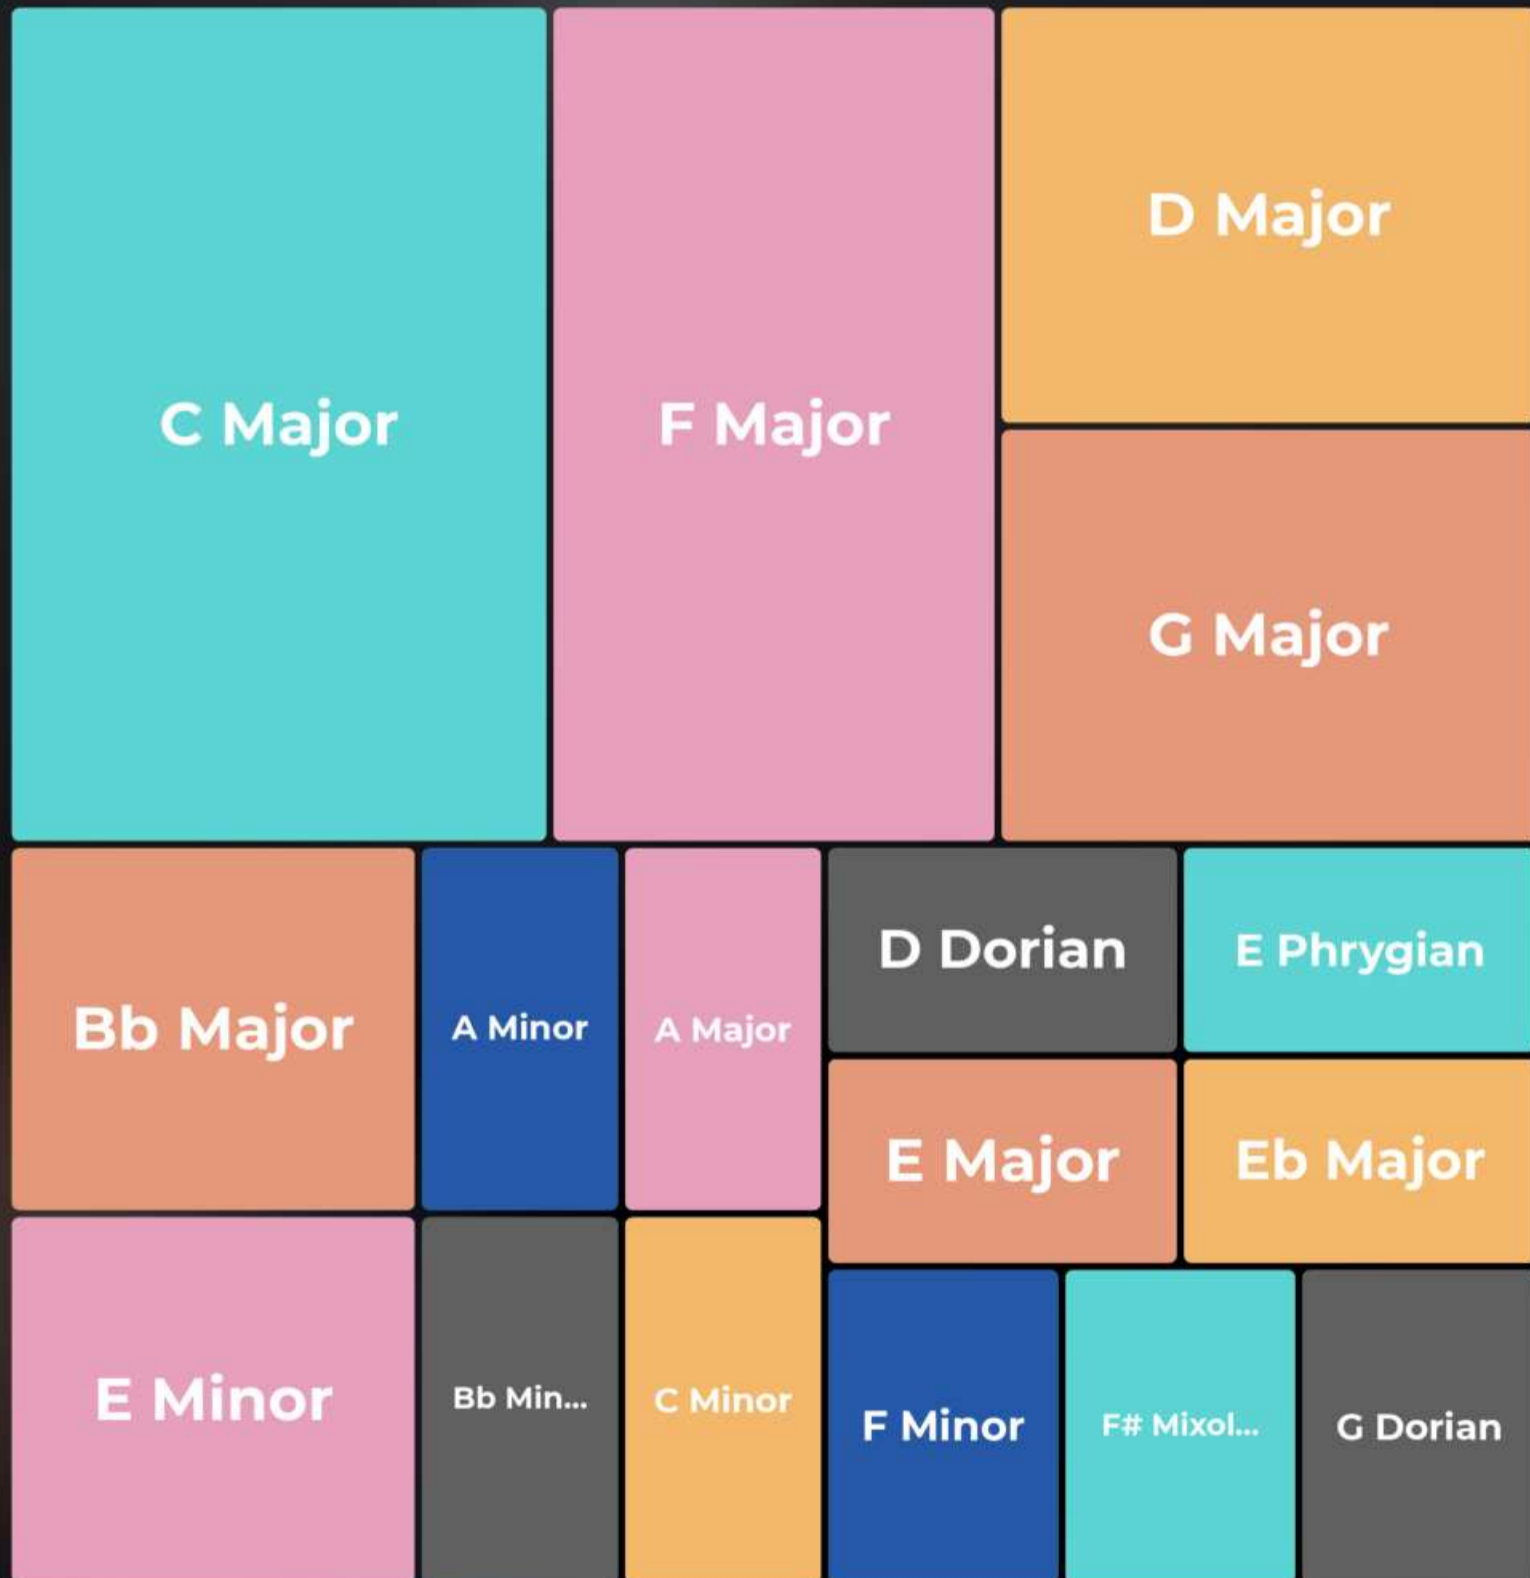 C Major
F Major
D Major
G Major
Bb Major
A Minor
A Major
D Dorian
E Phrygian
E Major
Eb Major
E Minor
Bb Min...
C Minor
F Minor
F# Mixol...
G Dorian